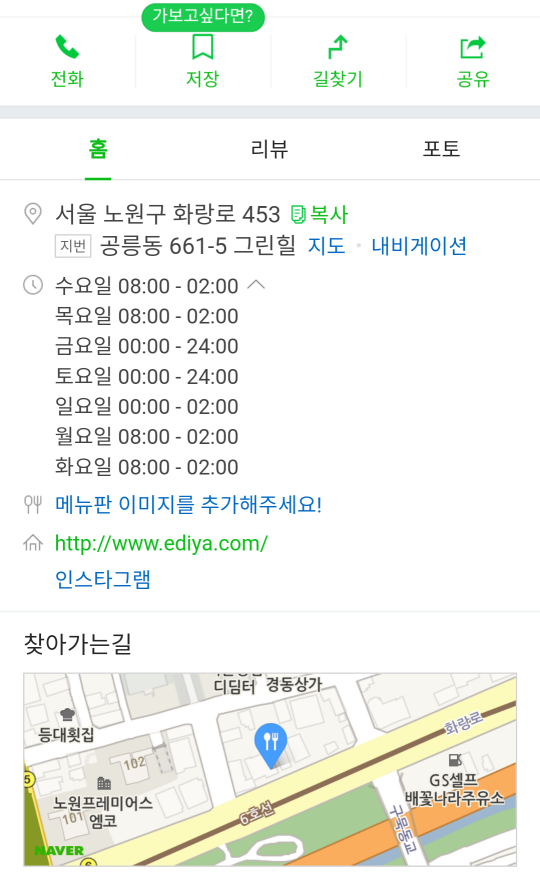 가보고싶다면?
전화 저장 길찾기 공유
홈 리뷰 포토
서울 노원구 화랑로 453 복사
지번 공릉동 661-5 그린힐 지도 · 내비게이션
수요일 08:00 - 02:00
목요일 08:00 - 02:00
금요일 00:00 - 24:00
토요일 00:00 - 24:00
일요일 00:00 - 02:00
월요일 08:00 - 02:00
화요일 08:00 - 02:00
메뉴판 이미지를 추가해주세요!
http://www.ediya.com/
인스타그램
찾아가는길
디딤터 경동상가
등대횟집
화랑로
102
5
노원프레미어스
엠코
101
GS셀프
배꽃나라주유소
6호선
구목동교
NAVER
6